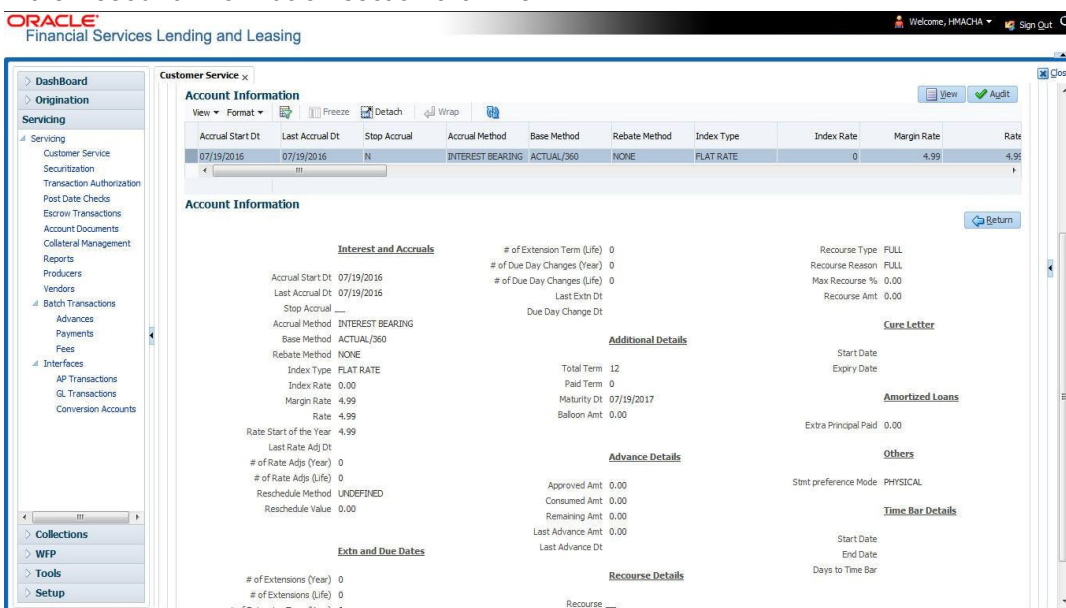 ORACLE
Financial Services Lending and Leasing
Welcome, HMACHA
Sign Out
DashBoard
Origination
Servicing
Servicing
Customer Service
Securitization
Transaction Authorization
Post Date Checks
Escrow Transactions
Account Documents
Collateral Management
Reports
Producers
Vendors
Batch Transactions
Advances
Payments
Fees
Interfaces
AP Transactions
GL Transactions
Conversion Accounts
Collections
WFP
Tools
Setup
Customer Service x
Clos
Account Information
View Audit
View Format Freeze Detach Wrap
Accrual Start Dt Last Accrual Dt Stop Accrual Accrual Method Base Method Rebate Method Index Type Index Rate Margin Rate Rate
07/19/2016 07/19/2016 N INTEREST BEARING ACTUAL/360 NONE FLAT RATE 0 4.99 4.99
Account Information
Return
Interest and Accruals
Accrual Start Dt 07/19/2016
Last Accrual Dt 07/19/2016
Stop Accrual __
Accrual Method INTEREST BEARING
Base Method ACTUAL/360
Rebate Method NONE
Index Type FLAT RATE
Index Rate 0.00
Margin Rate 4.99
Rate 4.99
Rate Start of the Year 4.99
Last Rate Adj Dt
# of Rate Adjs (Year) 0
# of Rate Adjs (Life) 0
Reschedule Method UNDEFINED
Reschedule Value 0.00
Extn and Due Dates
# of Extensions (Year) 0
# of Extensions (Life) 0
# of Extension Term (Life) 0
# of Due Day Changes (Year) 0
# of Due Day Changes (Life) 0
Last Extn Dt
Due Day Change Dt
Additional Details
Total Term 12
Paid Term 0
Maturity Dt 07/19/2017
Balloon Amt 0.00
Advance Details
Approved Amt 0.00
Consumed Amt 0.00
Remaining Amt 0.00
Last Advance Amt 0.00
Last Advance Dt
Recourse Details
Recourse __
Recourse Type FULL
Recourse Reason FULL
Max Recourse % 0.00
Recourse Amt 0.00
Cure Letter
Start Date
Expiry Date
Amortized Loans
Extra Principal Paid 0.00
Others
Stmt preference Mode PHYSICAL
Time Bar Details
Start Date
End Date
Days to Time Bar